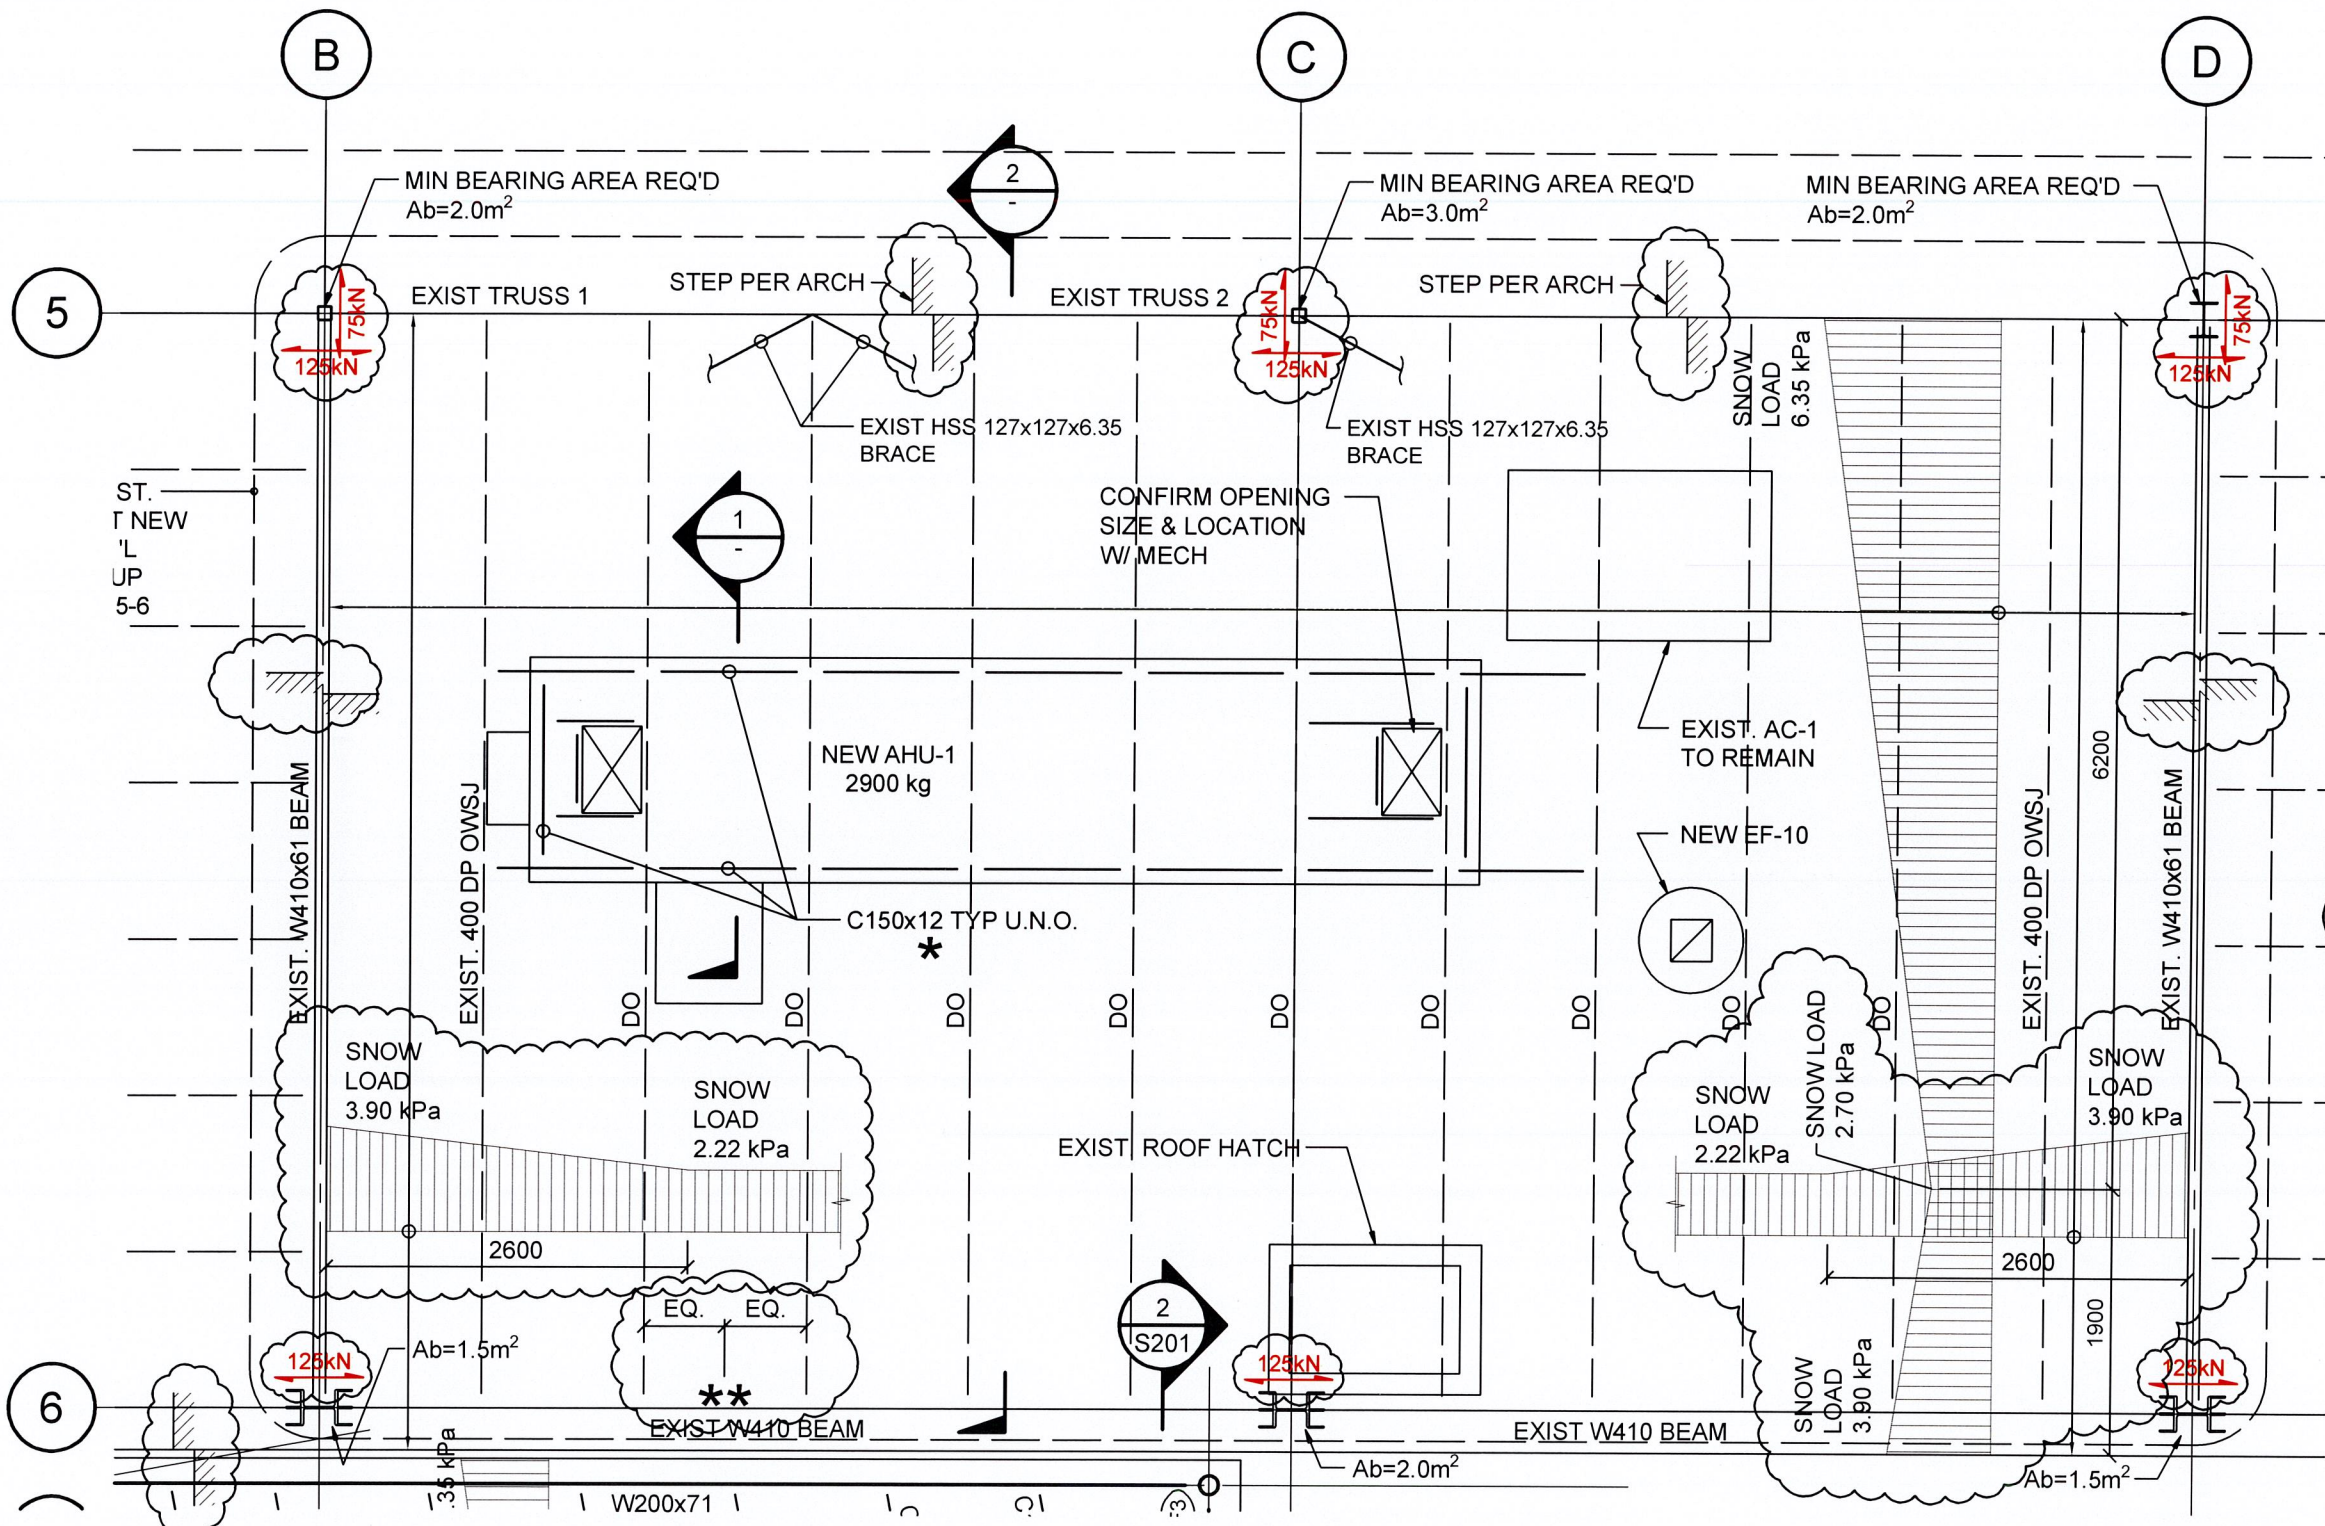 B
C
D
5
6
MIN BEARING AREA REQ'D
Ab=2.0m²
2
-
MIN BEARING AREA REQ'D
Ab=3.0m²
MIN BEARING AREA REQ'D
Ab=2.0m²
EXIST TRUSS 1
STEP PER ARCH
EXIST TRUSS 2
STEP PER ARCH
75kN
125kN
75kN
125kN
75kN
125kN
SNOW
LOAD
6.35 kPa
EXIST HSS 127x127x6.35
BRACE
EXIST HSS 127x127x6.35
BRACE
ST.
T NEW
'L
UP
5-6
1
-
CONFIRM OPENING
SIZE & LOCATION
W/ MECH
EXIST. AC-1
TO REMAIN
NEW AHU-1
2900 kg
NEW EF-10
6200
EXIST. W410x61 BEAM
EXIST. 400 DP OWSJ
EXIST. 400 DP OWSJ
EXIST. W410x61 BEAM
C150x12 TYP U.N.O.
*
DO
DO
DO
DO
DO
DO
DO
DO
DO
SNOW
LOAD
3.90 kPa
SNOW
LOAD
2.22 kPa
SNOW
LOAD
2.22 kPa
SNOW LOAD
2.70 kPa
SNOW
LOAD
3.90 kPa
EXIST ROOF HATCH
2600
2600
EQ.
EQ.
1900
2
S201
125kN
Ab=1.5m²
125kN
125kN
**
EXIST W410 BEAM
EXIST W410 BEAM
SNOW
LOAD
3.90 kPa
Ab=2.0m²
Ab=1.5m²
.35 kPa
W200x71